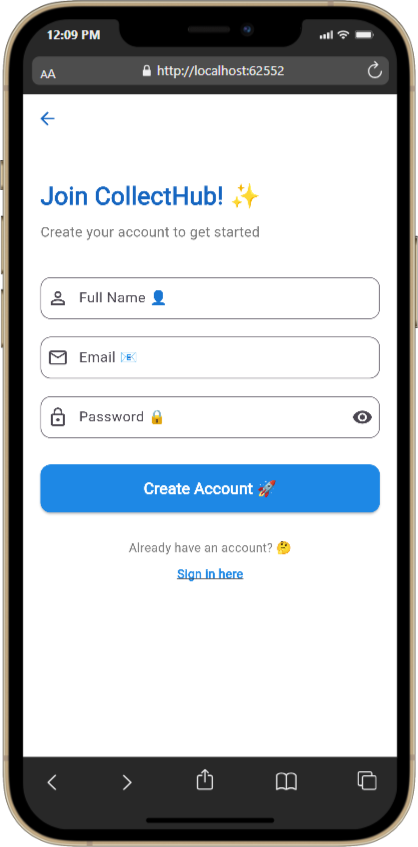 12:09 PM
AA http://localhost:62552
Join CollectHub! ✨
Create your account to get started
Full Name 👤
Email 📧
Password 🔒
Create Account 🚀
Already have an account? 🤔
Sign in here